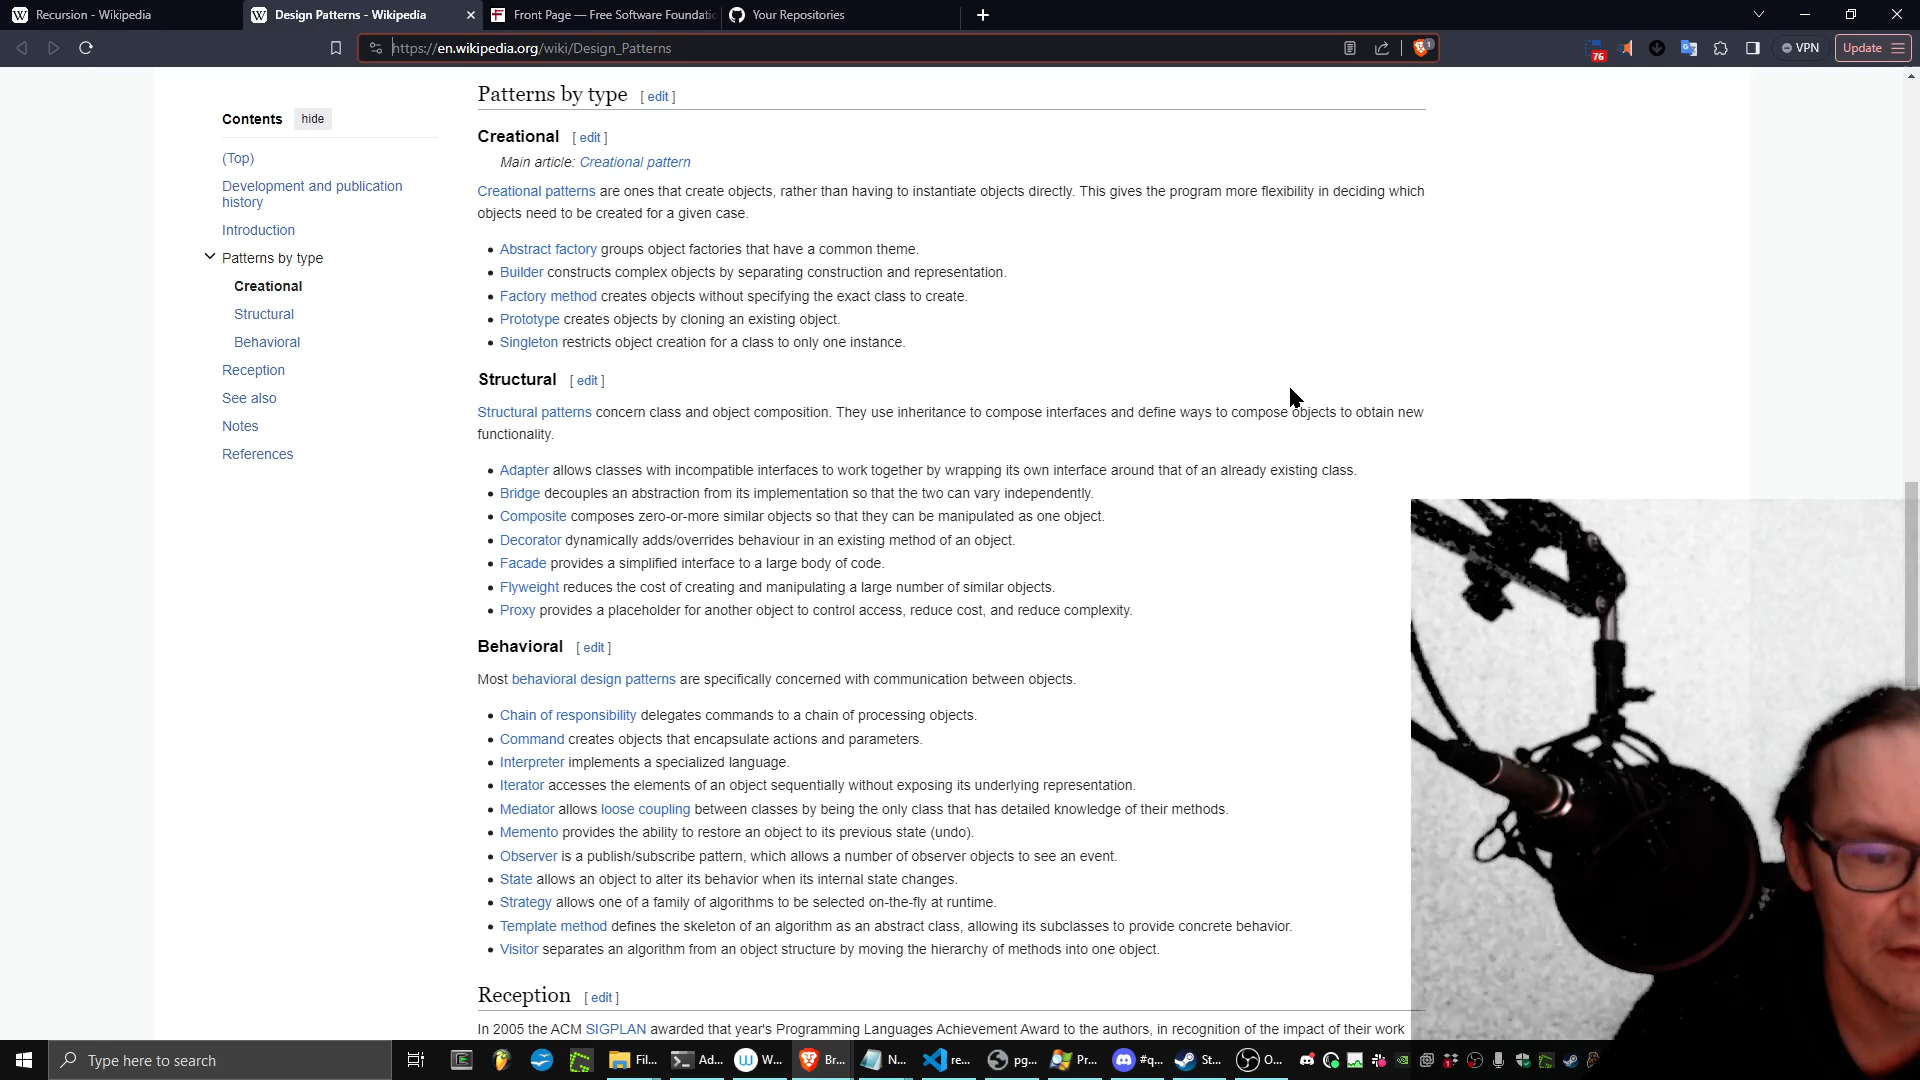 Recursion - Wikipedia
Design Patterns - Wikipedia
Front Page — Free Software Foundatio
Your Repositories
https://en.wikipedia.org/wiki/Design_Patterns
1
76
VPN
Update
Contents hide
(Top)
Development and publication
history
Introduction
Patterns by type
Creational
Structural
Behavioral
Reception
See also
Notes
References
Patterns by type [ edit ]
Creational [ edit ]
Main article: Creational pattern
Creational patterns are ones that create objects, rather than having to instantiate objects directly. This gives the program more flexibility in deciding which
objects need to be created for a given case.
• Abstract factory groups object factories that have a common theme.
• Builder constructs complex objects by separating construction and representation.
• Factory method creates objects without specifying the exact class to create.
• Prototype creates objects by cloning an existing object.
• Singleton restricts object creation for a class to only one instance.
Structural [ edit ]
Structural patterns concern class and object composition. They use inheritance to compose interfaces and define ways to compose objects to obtain new
functionality.
• Adapter allows classes with incompatible interfaces to work together by wrapping its own interface around that of an already existing class.
• Bridge decouples an abstraction from its implementation so that the two can vary independently.
• Composite composes zero-or-more similar objects so that they can be manipulated as one object.
• Decorator dynamically adds/overrides behaviour in an existing method of an object.
• Facade provides a simplified interface to a large body of code.
• Flyweight reduces the cost of creating and manipulating a large number of similar objects.
• Proxy provides a placeholder for another object to control access, reduce cost, and reduce complexity.
Behavioral [ edit ]
Most behavioral design patterns are specifically concerned with communication between objects.
• Chain of responsibility delegates commands to a chain of processing objects.
• Command creates objects that encapsulate actions and parameters.
• Interpreter implements a specialized language.
• Iterator accesses the elements of an object sequentially without exposing its underlying representation.
• Mediator allows loose coupling between classes by being the only class that has detailed knowledge of their methods.
• Memento provides the ability to restore an object to its previous state (undo).
• Observer is a publish/subscribe pattern, which allows a number of observer objects to see an event.
• State allows an object to alter its behavior when its internal state changes.
• Strategy allows one of a family of algorithms to be selected on-the-fly at runtime.
• Template method defines the skeleton of an algorithm as an abstract class, allowing its subclasses to provide concrete behavior.
• Visitor separates an algorithm from an object structure by moving the hierarchy of methods into one object.
Reception [ edit ]
In 2005 the ACM SIGPLAN awarded that year's Programming Languages Achievement Award to the authors, in recognition of the impact of their work
Type here to search
Fil...
Ad...
W...
Br...
N...
re...
pg...
Pr...
#q...
St...
O...